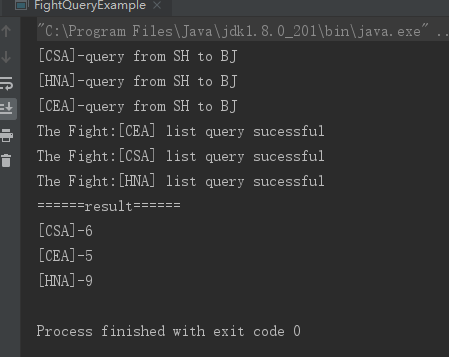 FightQueryExample
"C:\Program Files\Java\jdk1.8.0_201\bin\java.exe" ..
[CSA]-query from SH to BJ
[HNA]-query from SH to BJ
[CEA]-query from SH to BJ
The Fight:[CEA] list query sucessful
The Fight:[CSA] list query sucessful
The Fight:[HNA] list query sucessful
======result======
[CSA]-6
[CEA]-5
[HNA]-9
Process finished with exit code 0